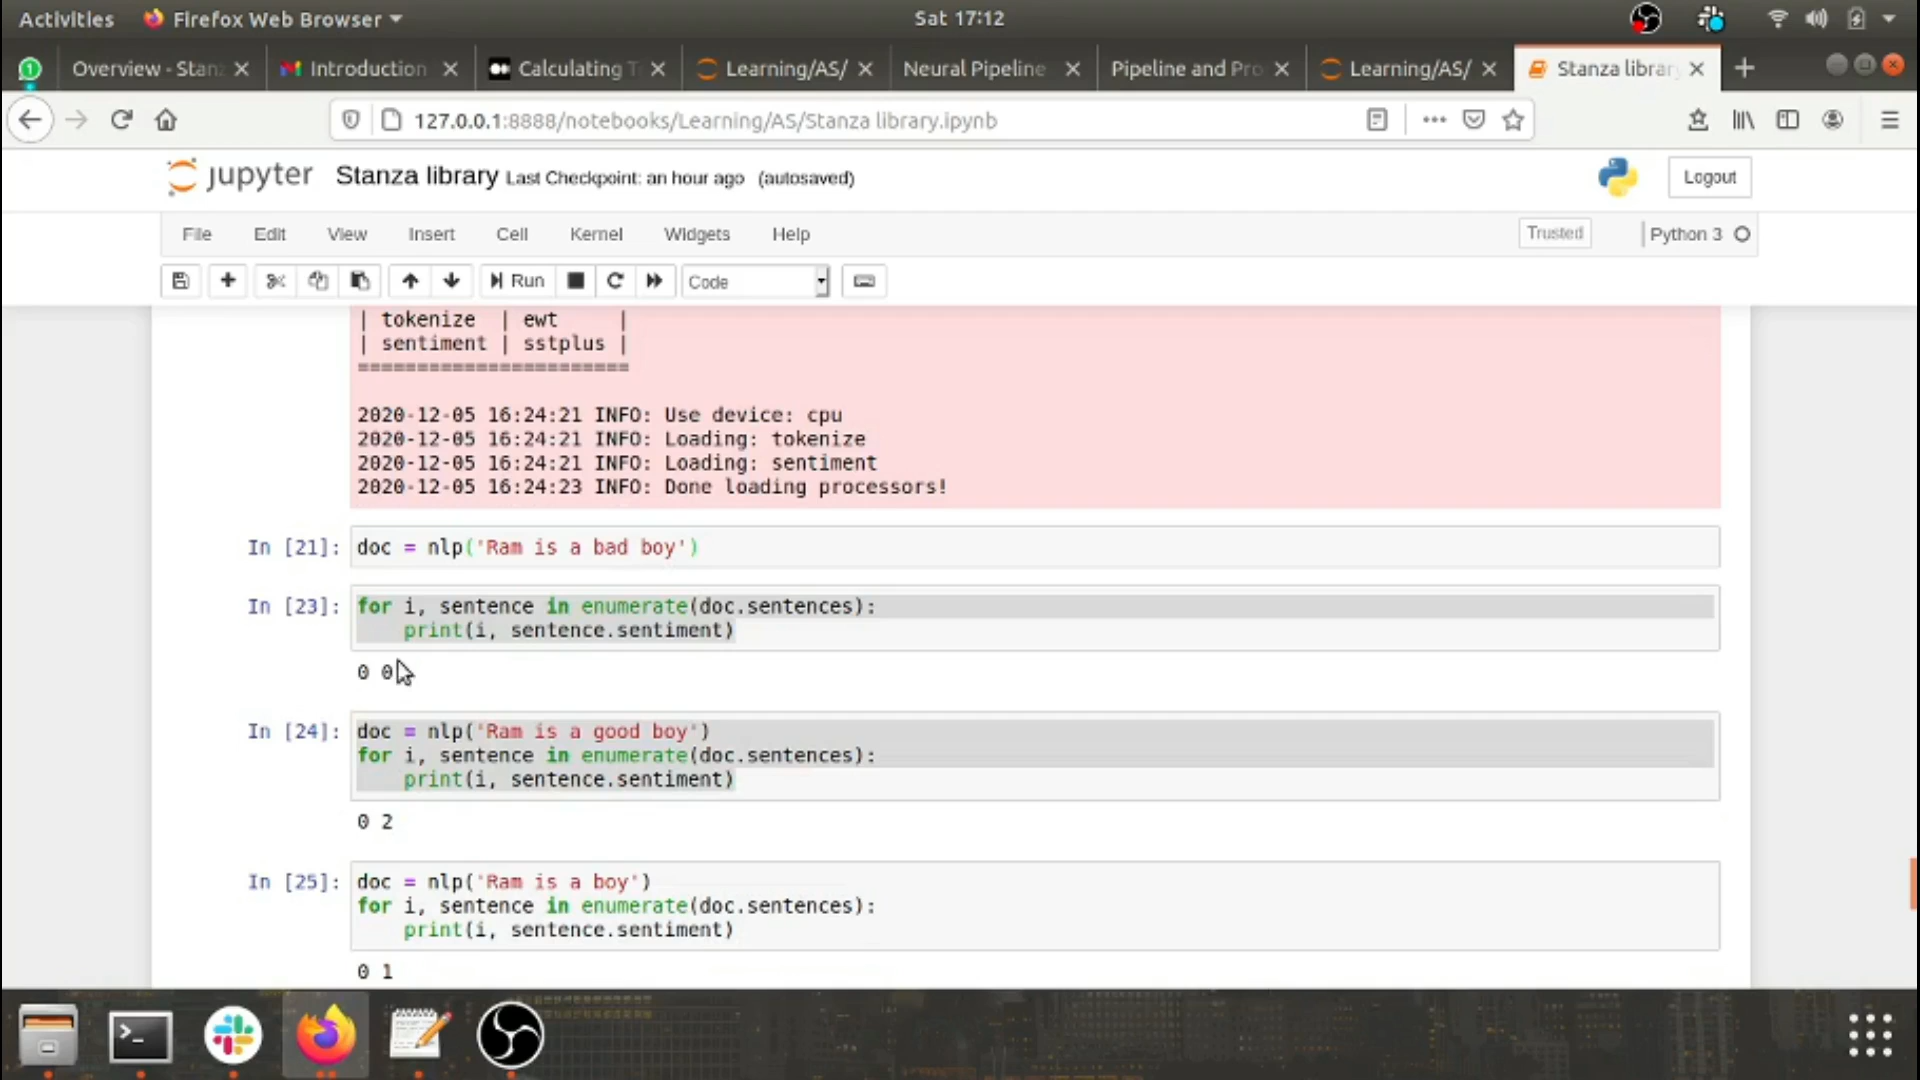 Activities Firefox Web Browser Sat 17:12
1 Overview - Stanz Introduction Calculating T Learning/AS/ Neural Pipeline Pipeline and Pro Learning/AS/ Stanza library
127.0.0.1:8888/notebooks/Learning/AS/Stanza library.ipynb
jupyter Stanza library Last Checkpoint: an hour ago (autosaved) Logout
File Edit View Insert Cell Kernel Widgets Help Trusted Python 3
Run Code
| tokenize | ewt |
| sentiment | sstplus |
=======================
2020-12-05 16:24:21 INFO: Use device: cpu
2020-12-05 16:24:21 INFO: Loading: tokenize
2020-12-05 16:24:21 INFO: Loading: sentiment
2020-12-05 16:24:23 INFO: Done loading processors!
In [21]: doc = nlp('Ram is a bad boy')
In [23]: for i, sentence in enumerate(doc.sentences):
print(i, sentence.sentiment)
0 0
In [24]: doc = nlp('Ram is a good boy')
for i, sentence in enumerate(doc.sentences):
print(i, sentence.sentiment)
0 2
In [25]: doc = nlp('Ram is a boy')
for i, sentence in enumerate(doc.sentences):
print(i, sentence.sentiment)
0 1